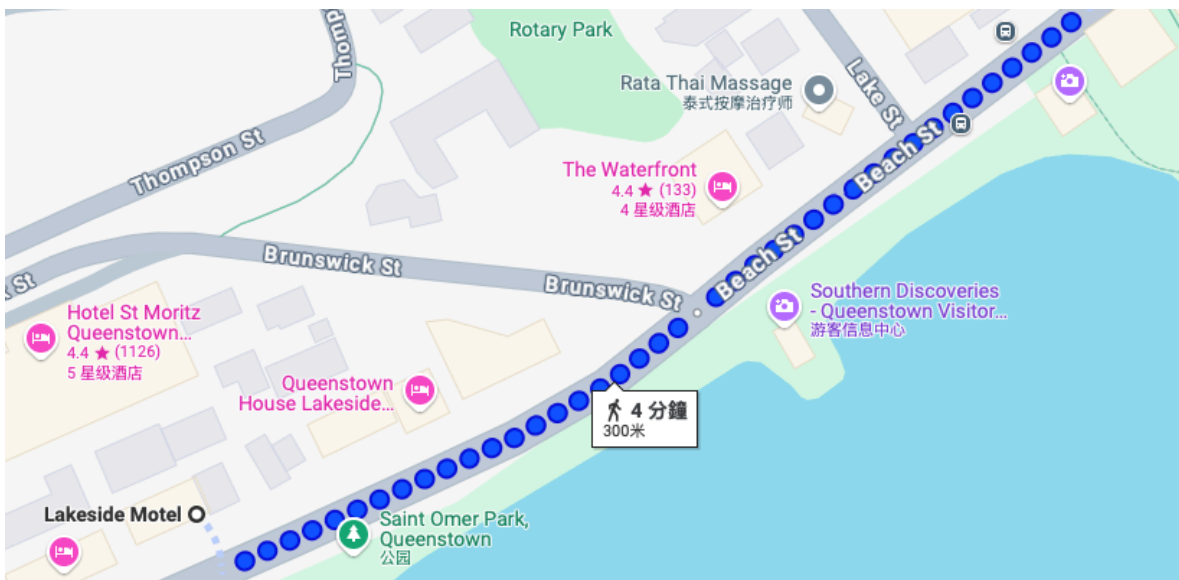 Rotary Park
Thomp
Rata Thai Massage
泰式按摩治疗师
Lake St
Thompson St
Beach St
The Waterfront
4.4 ★ (133)
4 星级酒店
Brunswick St
Brunswick St
Beach St
St
Hotel St Moritz
Queenstown...
4.4 ★ (1126)
5 星级酒店
Southern Discoveries
- Queenstown Visitor...
游客信息中心
Queenstown
House Lakeside...
4 分鐘
300米
Lakeside Motel
Saint Omer Park,
Queenstown
公园